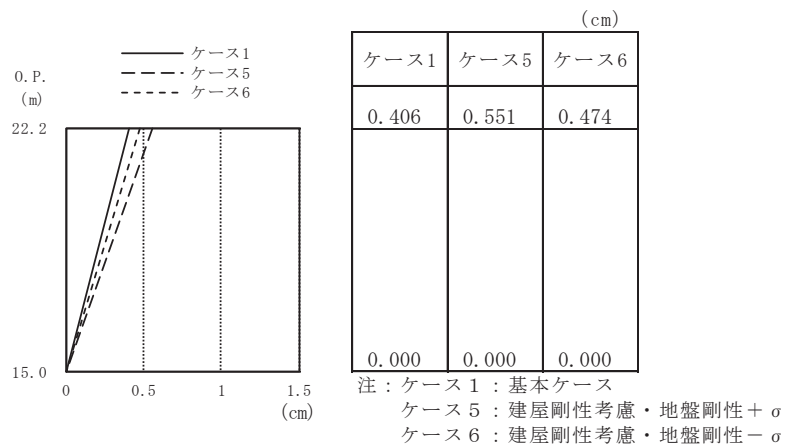 (cm)
ケース1
ケース5
ケース6
O.P.
(m)
22.2
15.0
0 0.5 1 1.5
(cm)
ケース1 ケース5 ケース6
0.406 0.551 0.474
0.000 0.000 0.000
注：ケース１：基本ケース
ケース５：建屋剛性考慮・地盤剛性＋σ
ケース６：建屋剛性考慮・地盤剛性－σ